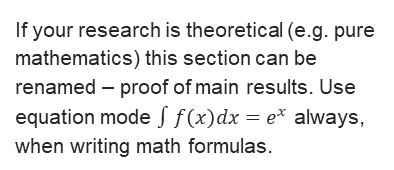 If your research is theoretical (e.g. pure
mathematics) this section can be
renamed – proof of main results. Use
equation mode ∫ f(x)dx = eˣ always,
when writing math formulas.